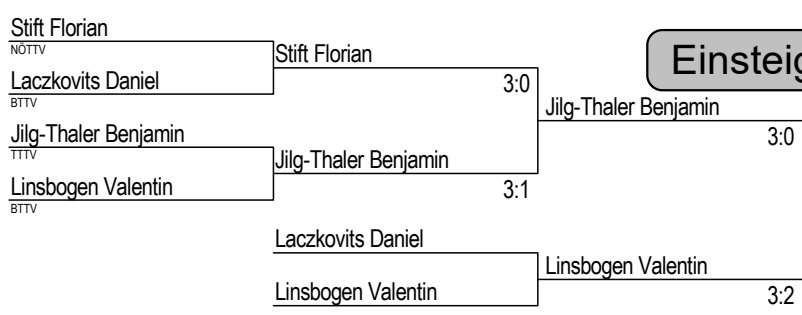 Stift Florian
NÖTTV
Stift Florian
Laczkovits Daniel
3:0
BTTV
Jilg-Thaler Benjamin
Jilg-Thaler Benjamin
3:0
TTTV
Jilg-Thaler Benjamin
Linsbogen Valentin
3:1
BTTV
Laczkovits Daniel
Linsbogen Valentin
Linsbogen Valentin
3:2